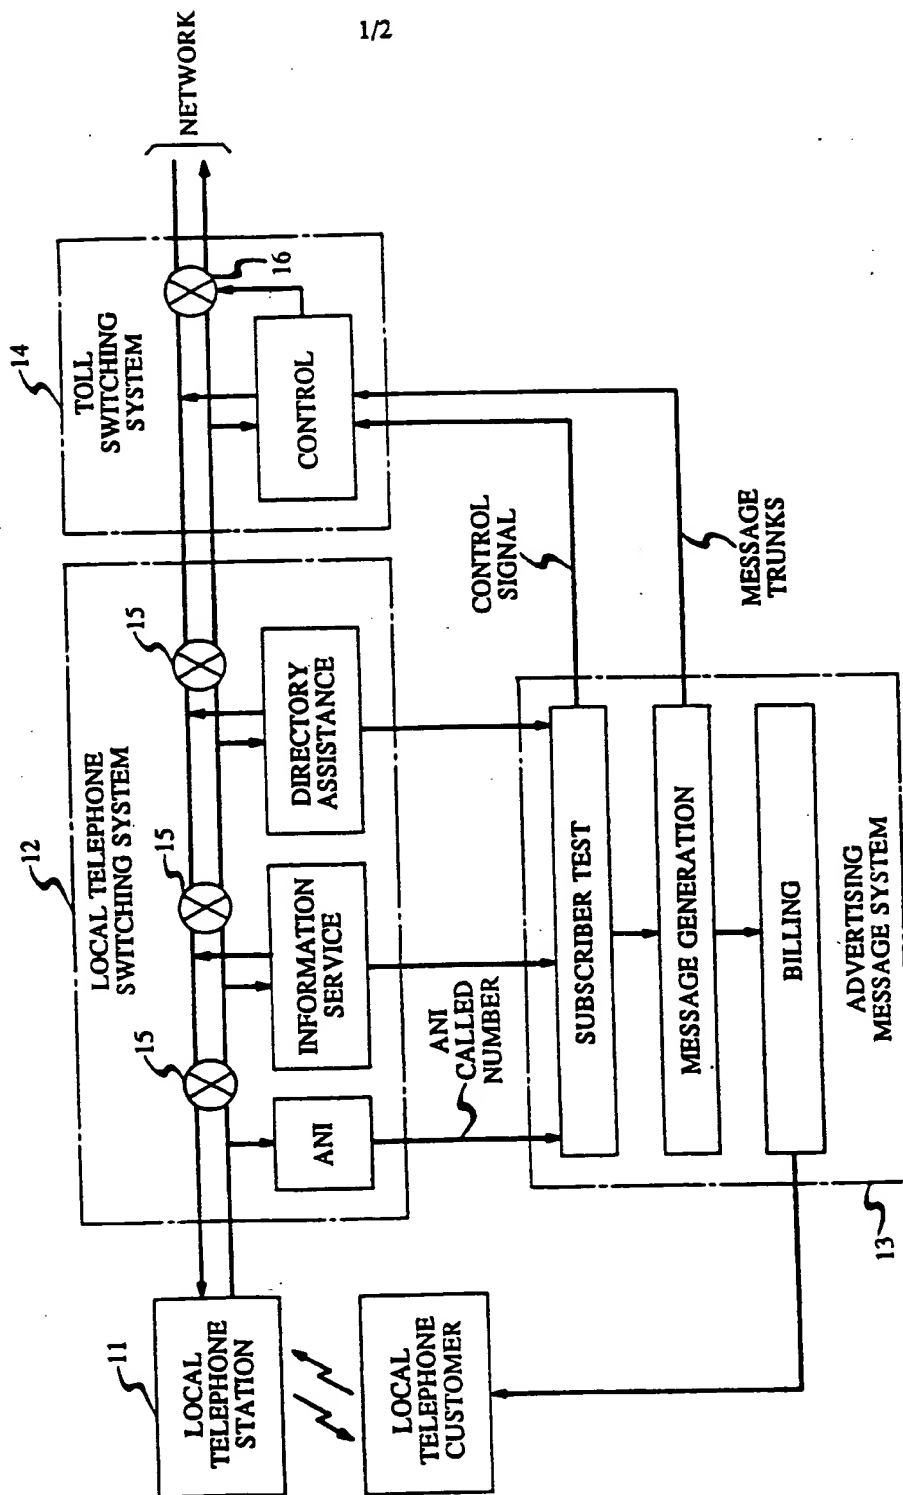 1/2
NETWORK
14
TOLL
SWITCHING
SYSTEM
16
CONTROL
12
LOCAL TELEPHONE
SWITCHING SYSTEM
15
15
15
DIRECTORY
ASSISTANCE
INFORMATION
SERVICE
ANI
11
LOCAL
TELEPHONE
STATION
LOCAL
TELEPHONE
CUSTOMER
ANI
CALLED
NUMBER
CONTROL
SIGNAL
MESSAGE
TRUNKS
SUBSCRIBER TEST
MESSAGE GENERATION
BILLING
ADVERTISING
MESSAGE SYSTEM
13